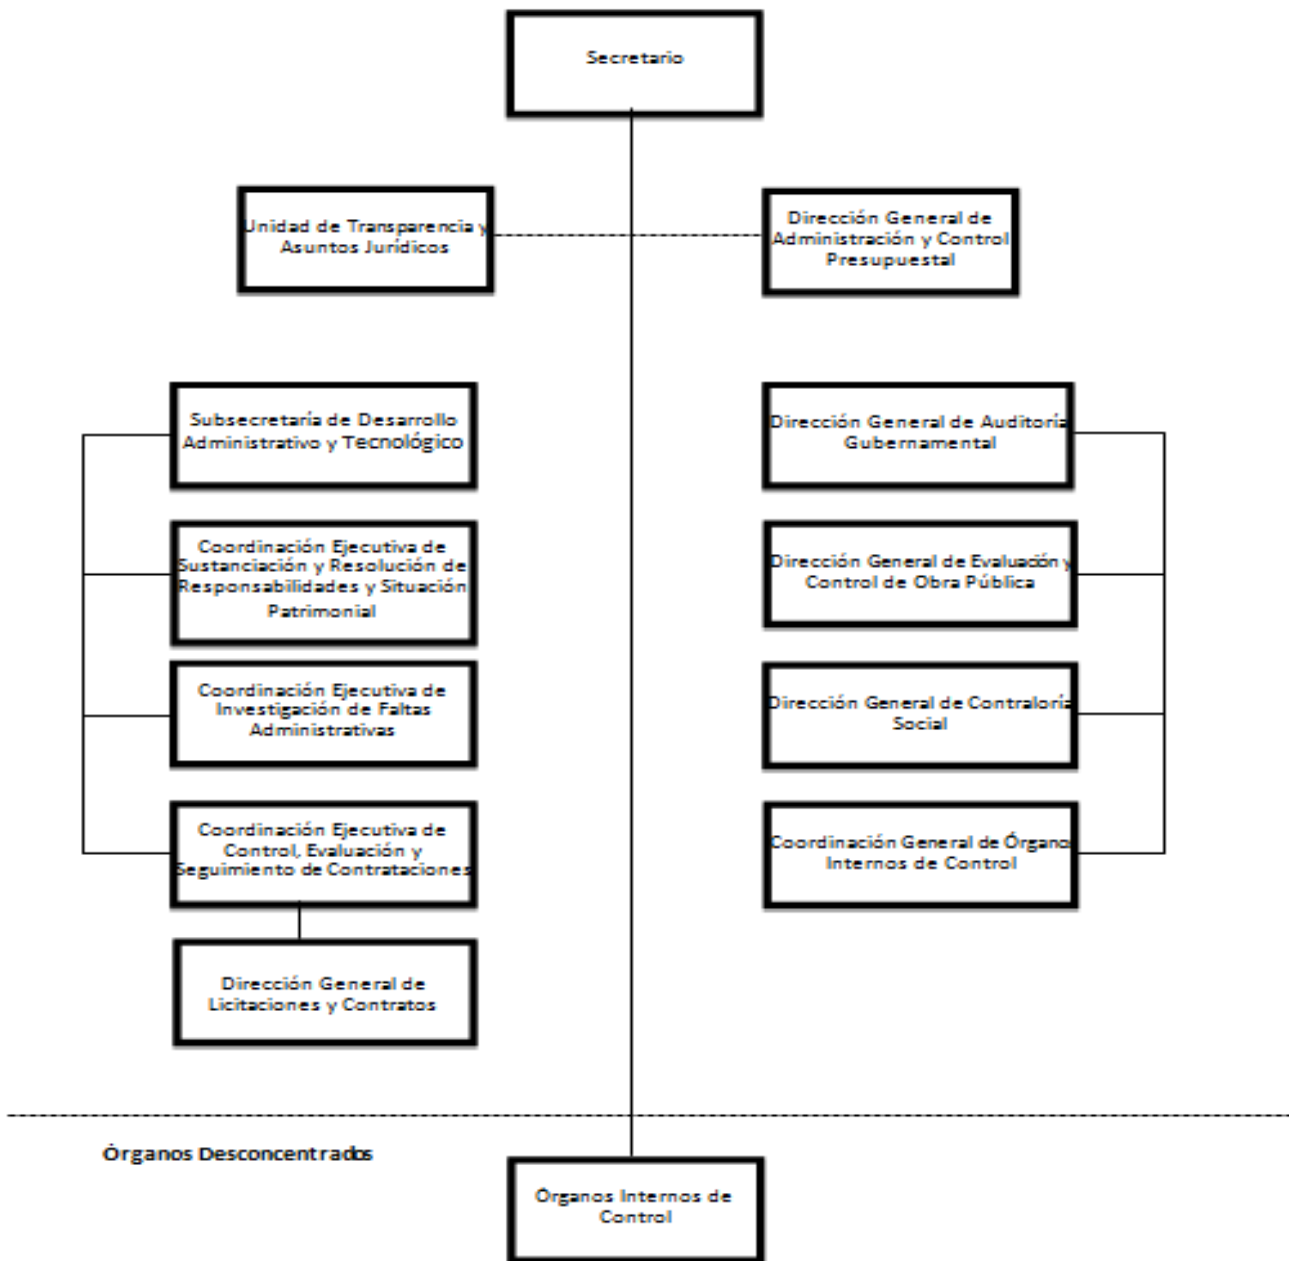 Secretario
Unidad de Transparencia y
Asuntos Jurídicos
Dirección General de
Administración y Control
Presupuestal
Subsecretaría de Desarrollo
Administrativo y Tecnológico
Dirección General de Auditoría
Gubernamental
Coordinación Ejecutiva de
Sustanciación y Resolución de
Responsabilidades y Situación
Patrimonial
Dirección General de Evaluación y
Control de Obra Pública
Coordinación Ejecutiva de
Investigación de Faltas
Administrativas
Dirección General de Contraloría
Social
Coordinación Ejecutiva de
Control, Evaluación y
Seguimiento de Contrataciones
Coordinación General de Órganos
Internos de Control
Dirección General de
Licitaciones y Contratos
Órganos Desconcentrados
Órganos Internos de
Control